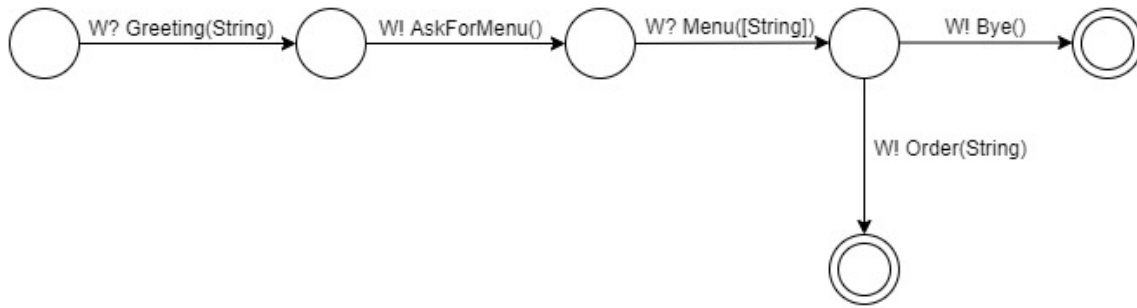 W? Greeting(String)
W! AskForMenu()
W? Menu([String])
W! Bye()
W! Order(String)